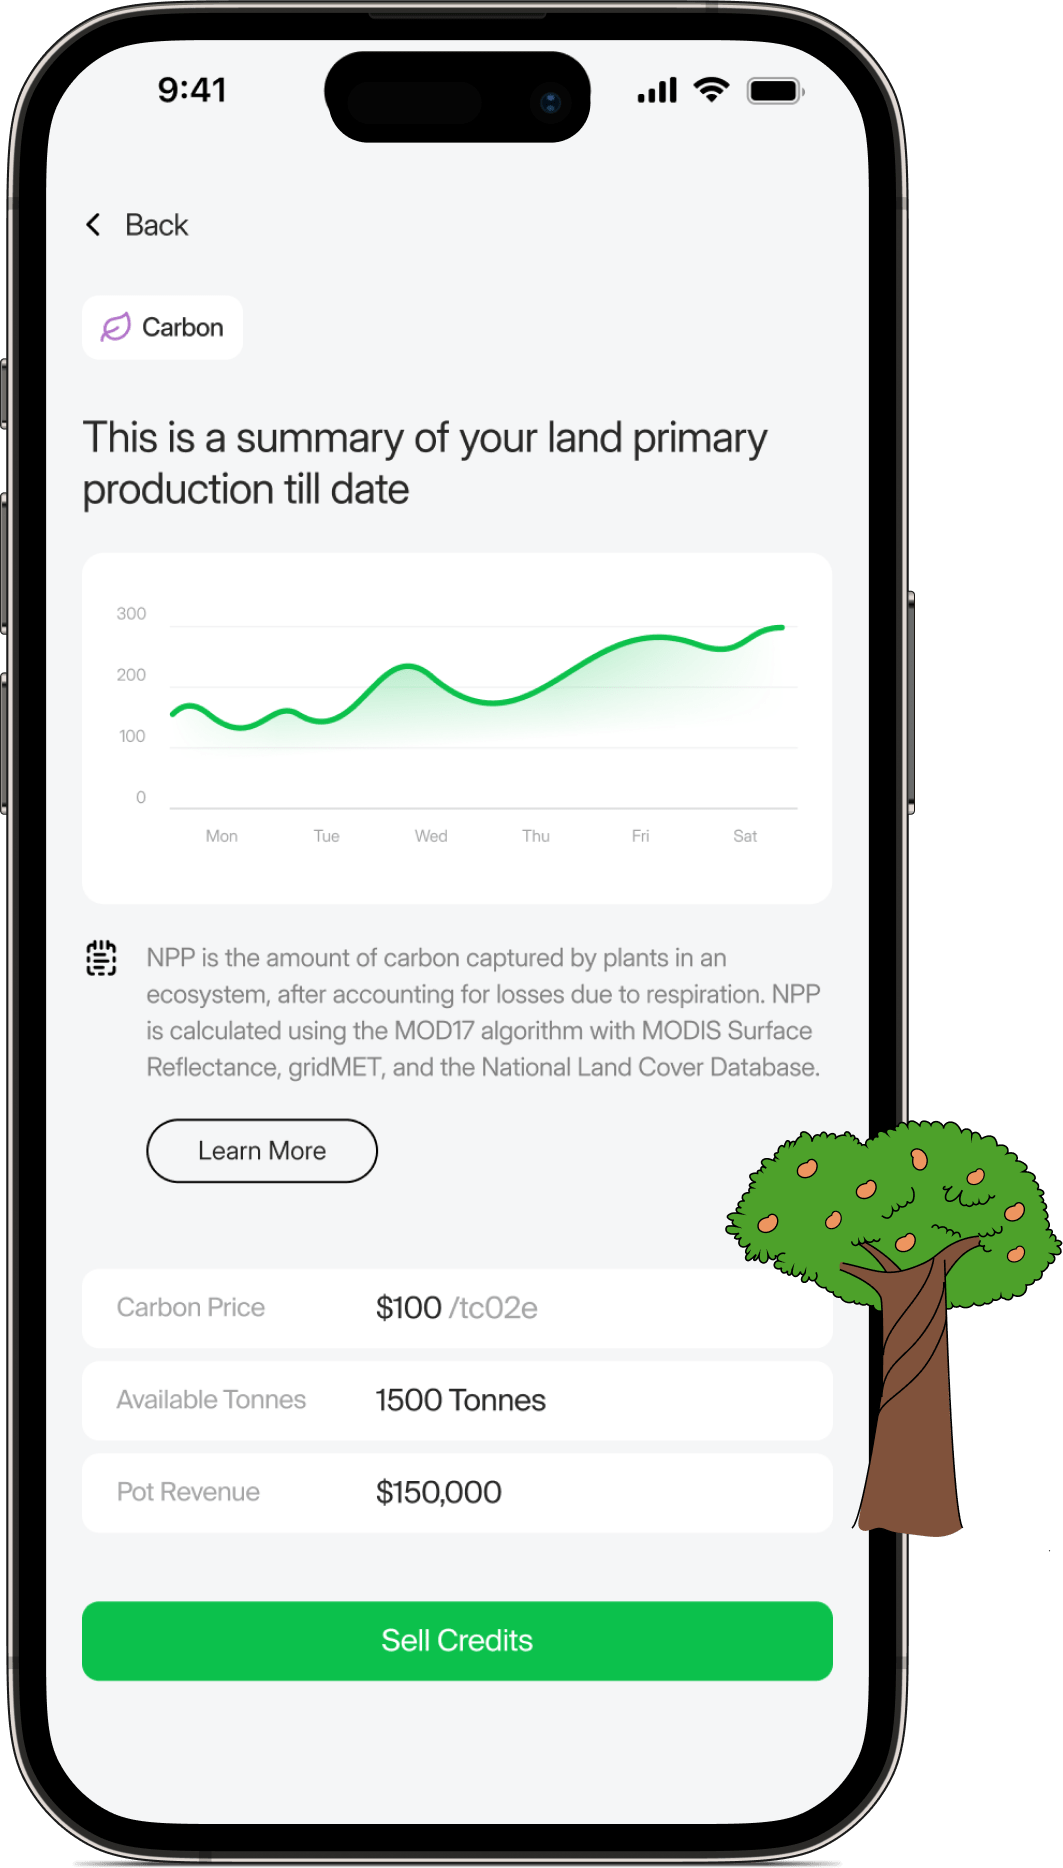 9:41
Back
Carbon
This is a summary of your land primary
production till date
300
200
100
0
Mon Tue Wed Thu Fri Sat
NPP is the amount of carbon captured by plants in an
ecosystem, after accounting for losses due to respiration. NPP
is calculated using the MOD17 algorithm with MODIS Surface
Reflectance, gridMET, and the National Land Cover Database.
Learn More
Carbon Price $100 /tc02e
Available Tonnes 1500 Tonnes
Pot Revenue $150,000
Sell Credits